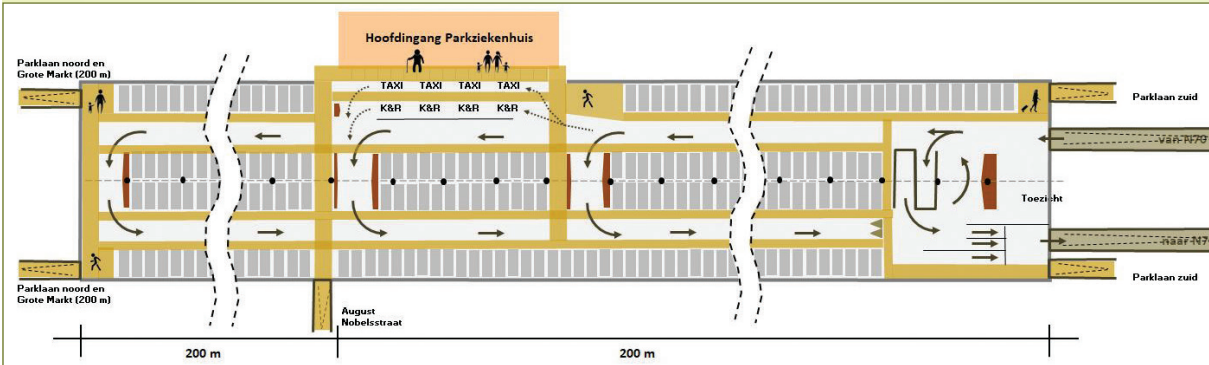 Hoofdingang Parkziekenhuis
Parklaan noord en
Grote Markt (200 m)
TAXI TAXI TAXI TAXI
K&R K&R K&R K&R
Parklaan zuid
van N70
Toezicht
naar N7
Parklaan zuid
Parklaan noord en
Grote Markt (200 m)
August
Nobelsstraat
200 m
200 m